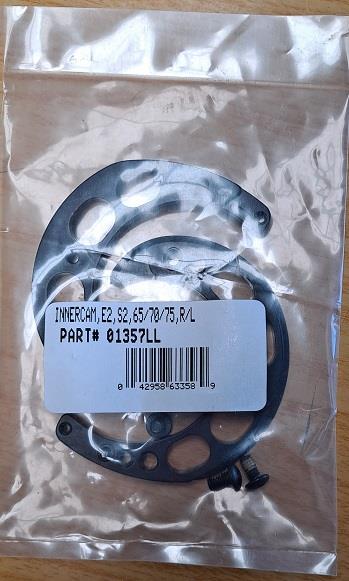 INNERCAM,E2,S2,65/70/75,R/L
PART# 01357LL
0 42958 63358 9